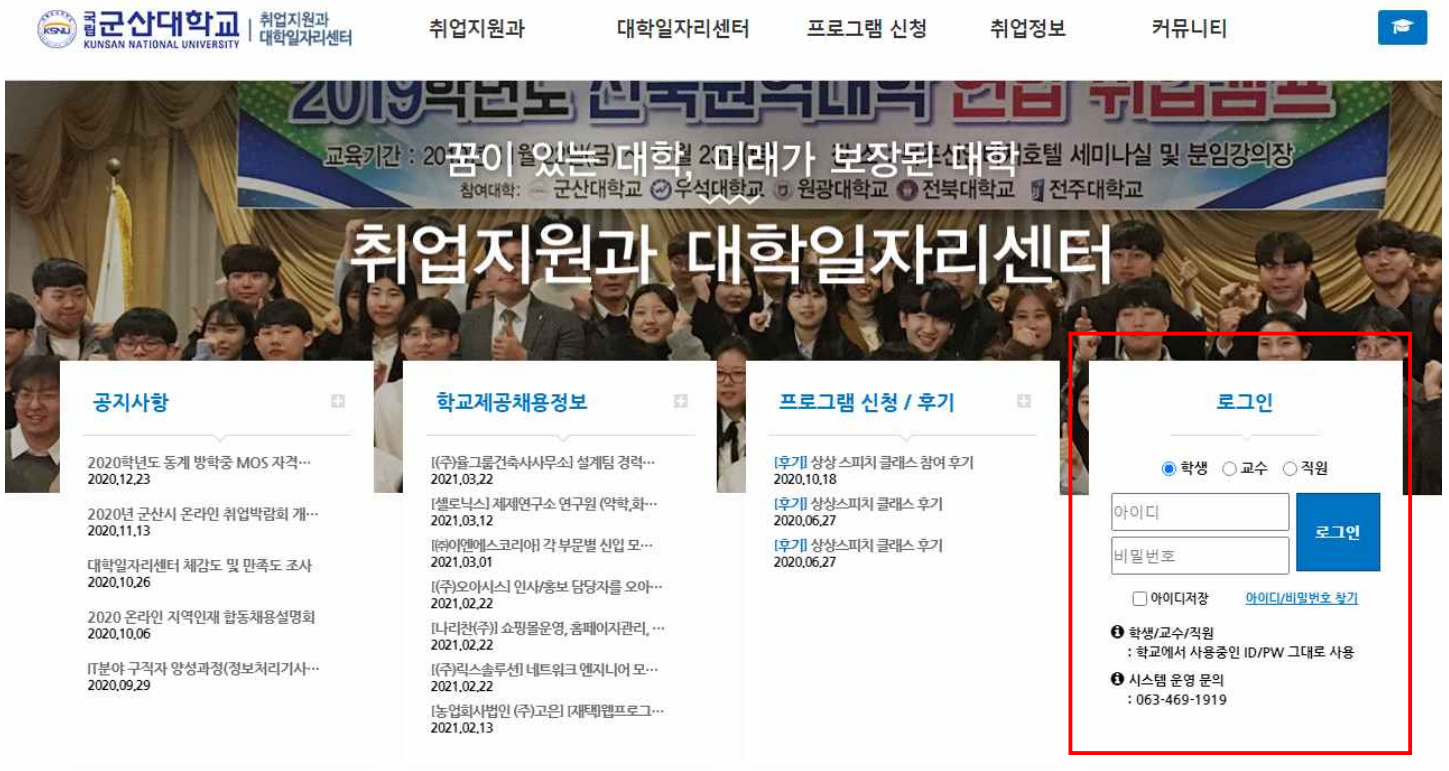 국립군산대학교
KUNSAN NATIONAL UNIVERSITY
취업지원과
대학일자리센터
KSNU
취업지원과 대학일자리센터 프로그램 신청 취업정보 커뮤니티
2019학년도 전북권역대학 연합 취업캠프
교육기간 : 20
호텔 세미나실 및 분임강의장
꿈이 있는 대학, 미래가 보장된 대학
참여대학: 군산대학교 우석대학교 원광대학교 전북대학교 전주대학교
취업지원과 대학일자리센터
공지사항
2020학년도 동계 방학중 MOS 자격…
2020.12.23
2020년 군산시 온라인 취업박람회 개…
2020.11.13
대학일자리센터 체감도 및 만족도 조사
2020.10.26
2020 온라인 지역인재 합동채용설명회
2020.10.06
IT분야 구직자 양성과정(정보처리기사…
2020.09.29
학교제공채용정보
[(주)율그룹건축사사무소] 설계팀 경력…
2021.03.22
[셀로닉스] 제제연구소 연구원 (약학,화…
2021.03.12
[㈜이앤에스코리아] 각 부문별 신입 모…
2021.03.01
[(주)오아시스] 인사/홍보 담당자를 오아…
2021.02.22
[나리찬(주)] 쇼핑몰운영, 홈페이지관리, …
2021.02.22
[(주)릭스솔루션] 네트워크 엔지니어 모…
2021.02.22
[농업회사법인 (주)고은] [재택]웹프로그…
2021.02.13
프로그램 신청 / 후기
[후기] 상상 스피치 클래스 참여 후기
2020.10.18
[후기] 상상스피치 클래스 후기
2020.06.27
[후기] 상상스피치 클래스 후기
2020.06.27
로그인
학생 교수 직원
아이디
비밀번호
로그인
아이디저장 아이디/비밀번호 찾기
학생/교수/직원
: 학교에서 사용중인 ID/PW 그대로 사용
시스템 운영 문의
: 063-469-1919